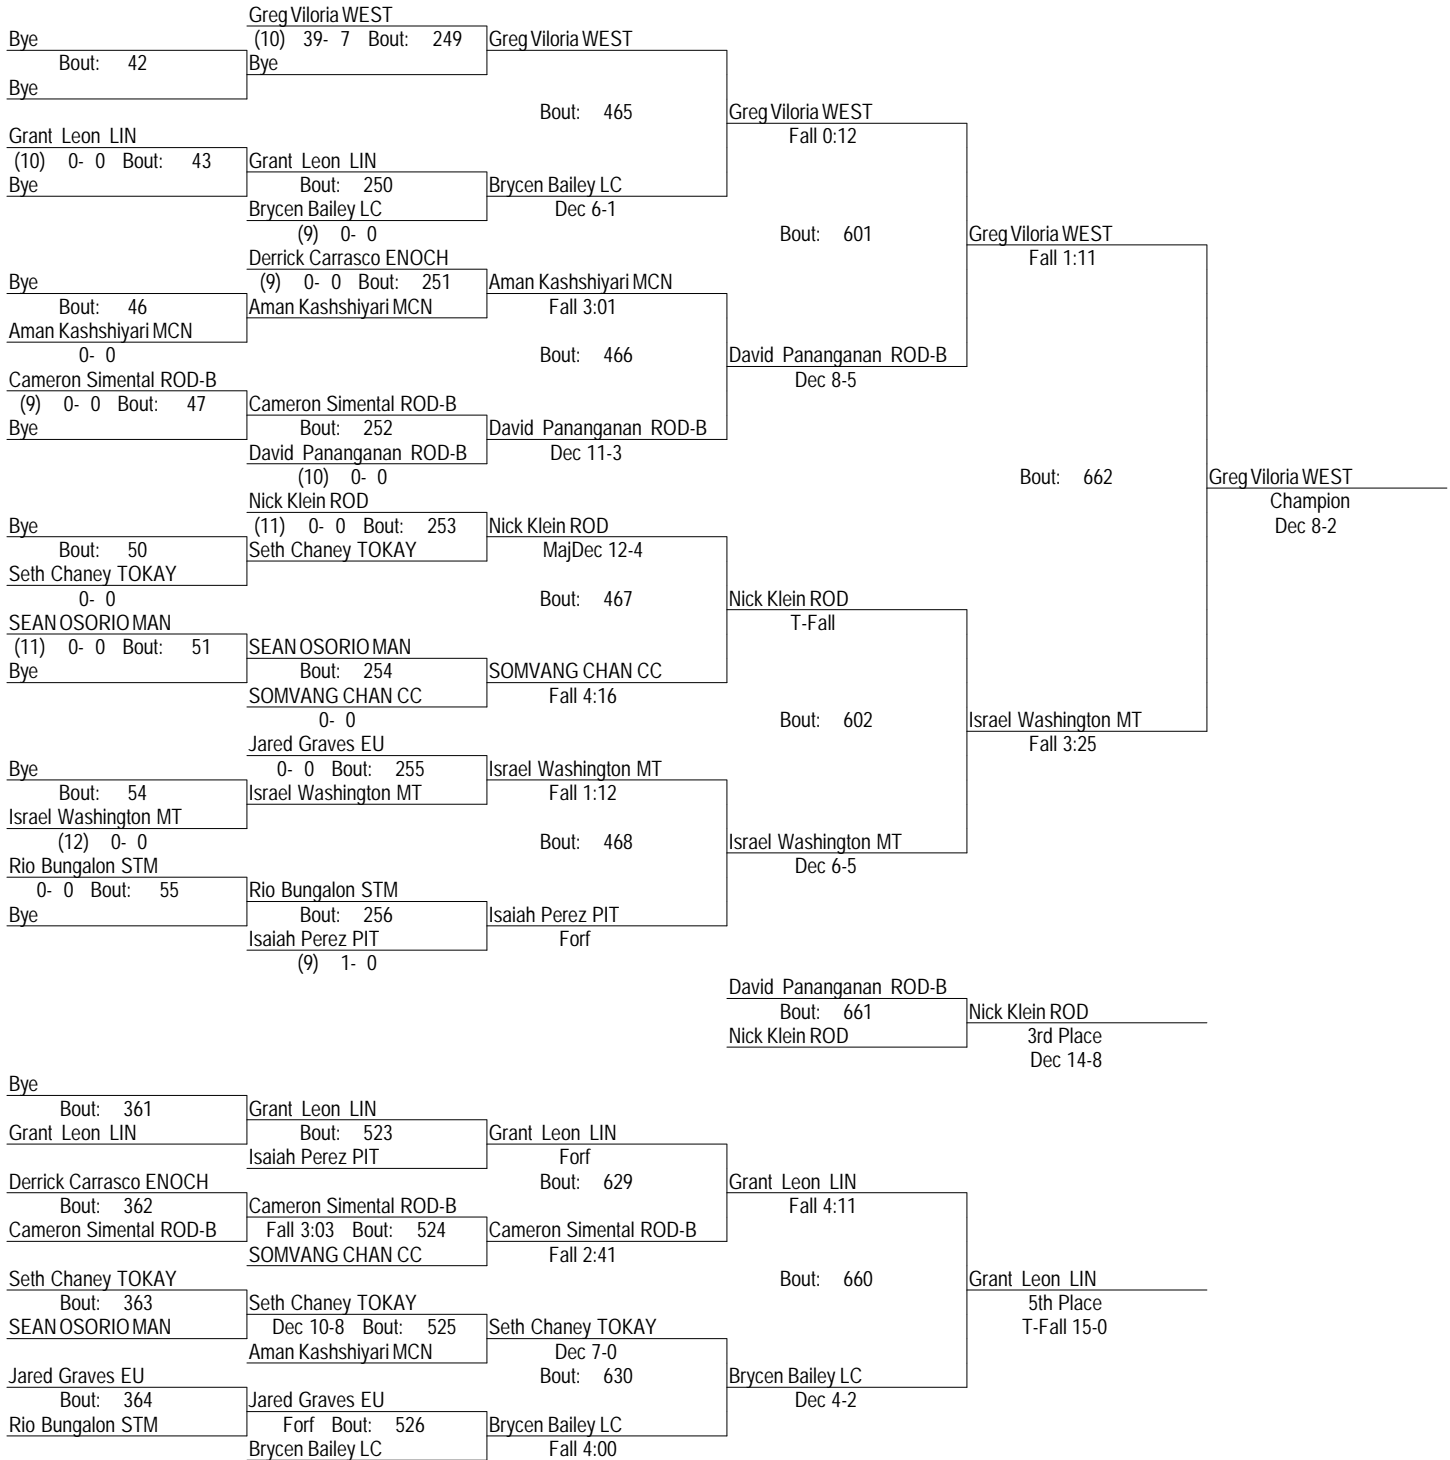 Greg Viloria WEST
Bye (10) 39- 7 Bout: 249 Greg Viloria WEST
Bout: 42 Bye
Bye
Bout: 465 Greg Viloria WEST
Grant Leon LIN Fall 0:12
(10) 0- 0 Bout: 43 Grant Leon LIN
Bye Bout: 250 Brycen Bailey LC
Brycen Bailey LC Dec 6-1
(9) 0- 0 Bout: 601 Greg Viloria WEST
Derrick Carrasco ENOCH Fall 1:11
Bye (9) 0- 0 Bout: 251 Aman Kashshiyari MCN
Bout: 46 Aman Kashshiyari MCN Fall 3:01
Aman Kashshiyari MCN
0- 0 Bout: 466 David Pananganan ROD-B
Cameron Simental ROD-B Dec 8-5
(9) 0- 0 Bout: 47 Cameron Simental ROD-B
Bye Bout: 252 David Pananganan ROD-B
David Pananganan ROD-B Dec 11-3
(10) 0- 0 Bout: 662 Greg Viloria WEST
Nick Klein ROD Champion
Bye (11) 0- 0 Bout: 253 Nick Klein ROD Dec 8-2
Bout: 50 Seth Chaney TOKAY MajDec 12-4
Seth Chaney TOKAY
0- 0 Bout: 467 Nick Klein ROD
SEAN OSORIO MAN T-Fall
(11) 0- 0 Bout: 51 SEAN OSORIO MAN
Bye Bout: 254 SOMVANG CHAN CC
SOMVANG CHAN CC Fall 4:16
0- 0 Bout: 602 Israel Washington MT
Jared Graves EU Fall 3:25
Bye 0- 0 Bout: 255 Israel Washington MT
Bout: 54 Israel Washington MT Fall 1:12
Israel Washington MT
(12) 0- 0 Bout: 468 Israel Washington MT
Rio Bungalon STM Dec 6-5
0- 0 Bout: 55 Rio Bungalon STM
Bye Bout: 256 Isaiah Perez PIT
Isaiah Perez PIT Forf
(9) 1- 0
David Pananganan ROD-B
Bout: 661 Nick Klein ROD
Nick Klein ROD 3rd Place
Dec 14-8
Bye
Bout: 361 Grant Leon LIN
Grant Leon LIN Bout: 523 Grant Leon LIN
Isaiah Perez PIT Forf
Derrick Carrasco ENOCH Bout: 629 Grant Leon LIN
Bout: 362 Cameron Simental ROD-B Fall 4:11
Cameron Simental ROD-B Fall 3:03 Bout: 524 Cameron Simental ROD-B
SOMVANG CHAN CC Fall 2:41
Seth Chaney TOKAY Bout: 660 Grant Leon LIN
Bout: 363 Seth Chaney TOKAY 5th Place
SEAN OSORIO MAN Dec 10-8 Bout: 525 Seth Chaney TOKAY T-Fall 15-0
Aman Kashshiyari MCN Dec 7-0
Jared Graves EU Bout: 630 Brycen Bailey LC
Bout: 364 Jared Graves EU Dec 4-2
Rio Bungalon STM Forf Bout: 526 Brycen Bailey LC
Brycen Bailey LC Fall 4:00